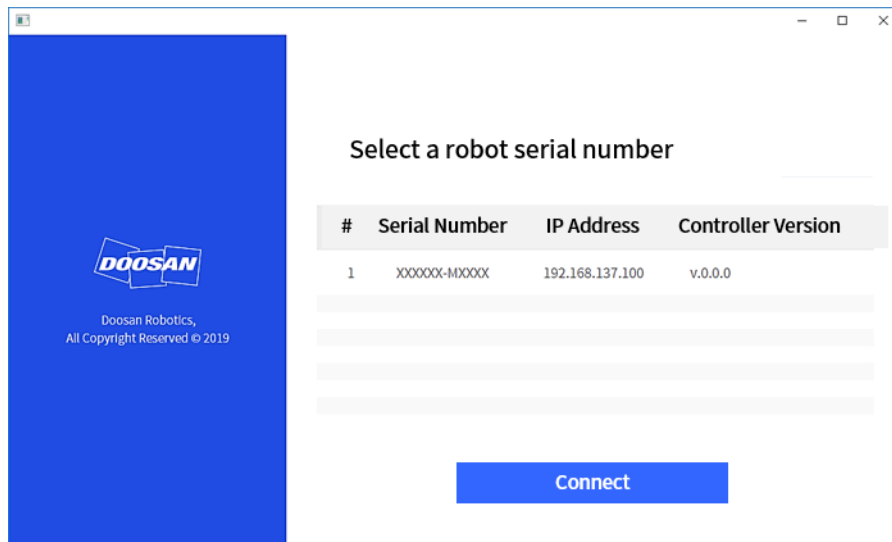 DOOSAN
Doosan Robotics,
All Copyright Reserved © 2019
Select a robot serial number
# Serial Number IP Address Controller Version
1 XXXXXX-MXXXX 192.168.137.100 v.0.0.0
Connect